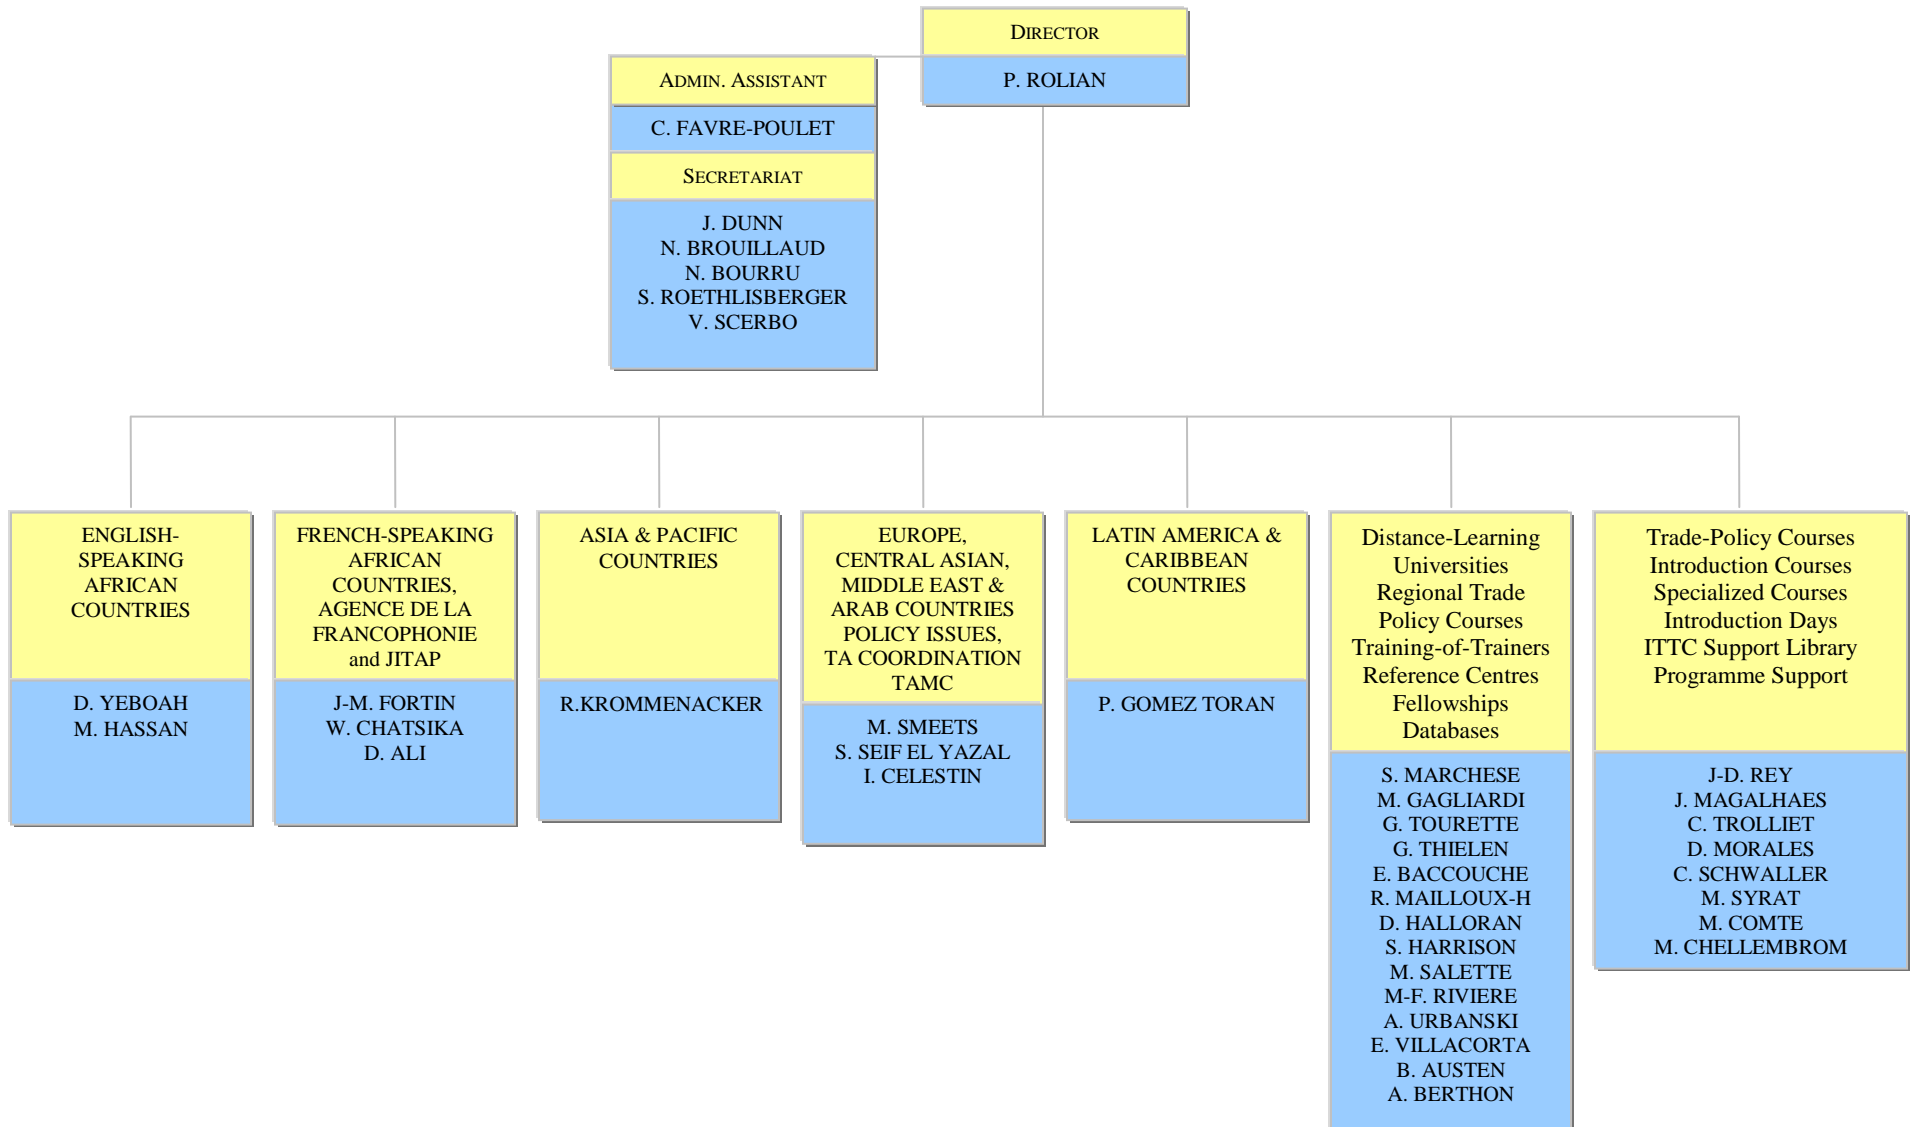 DIRECTOR
P. ROLIAN
ADMIN. ASSISTANT
C. FAVRE-POULET
SECRETARIAT
J. DUNN
N. BROUILLAUD
N. BOURRU
S. ROETHLISBERGER
V. SCERBO
ENGLISH-
SPEAKING
AFRICAN
COUNTRIES
D. YEBOAH
M. HASSAN
FRENCH-SPEAKING
AFRICAN
COUNTRIES,
AGENCE DE LA
FRANCOPHONIE
and JITAP
J-M. FORTIN
W. CHATSIKA
D. ALI
ASIA & PACIFIC
COUNTRIES
R.KROMMENACKER
EUROPE,
CENTRAL ASIAN,
MIDDLE EAST &
ARAB COUNTRIES
POLICY ISSUES,
TA COORDINATION
TAMC
M. SMEETS
S. SEIF EL YAZAL
I. CELESTIN
LATIN AMERICA &
CARIBBEAN
COUNTRIES
P. GOMEZ TORAN
Distance-Learning
Universities
Regional Trade
Policy Courses
Training-of-Trainers
Reference Centres
Fellowships
Databases
S. MARCHESE
M. GAGLIARDI
G. TOURETTE
G. THIELEN
E. BACCOUCHE
R. MAILLOUX-H
D. HALLORAN
S. HARRISON
M. SALETTE
M-F. RIVIERE
A. URBANSKI
E. VILLACORTA
B. AUSTEN
A. BERTHON
Trade-Policy Courses
Introduction Courses
Specialized Courses
Introduction Days
ITTC Support Library
Programme Support
J-D. REY
J. MAGALHAES
C. TROLLIET
D. MORALES
C. SCHWALLER
M. SYRAT
M. COMTE
M. CHELLEMBROM